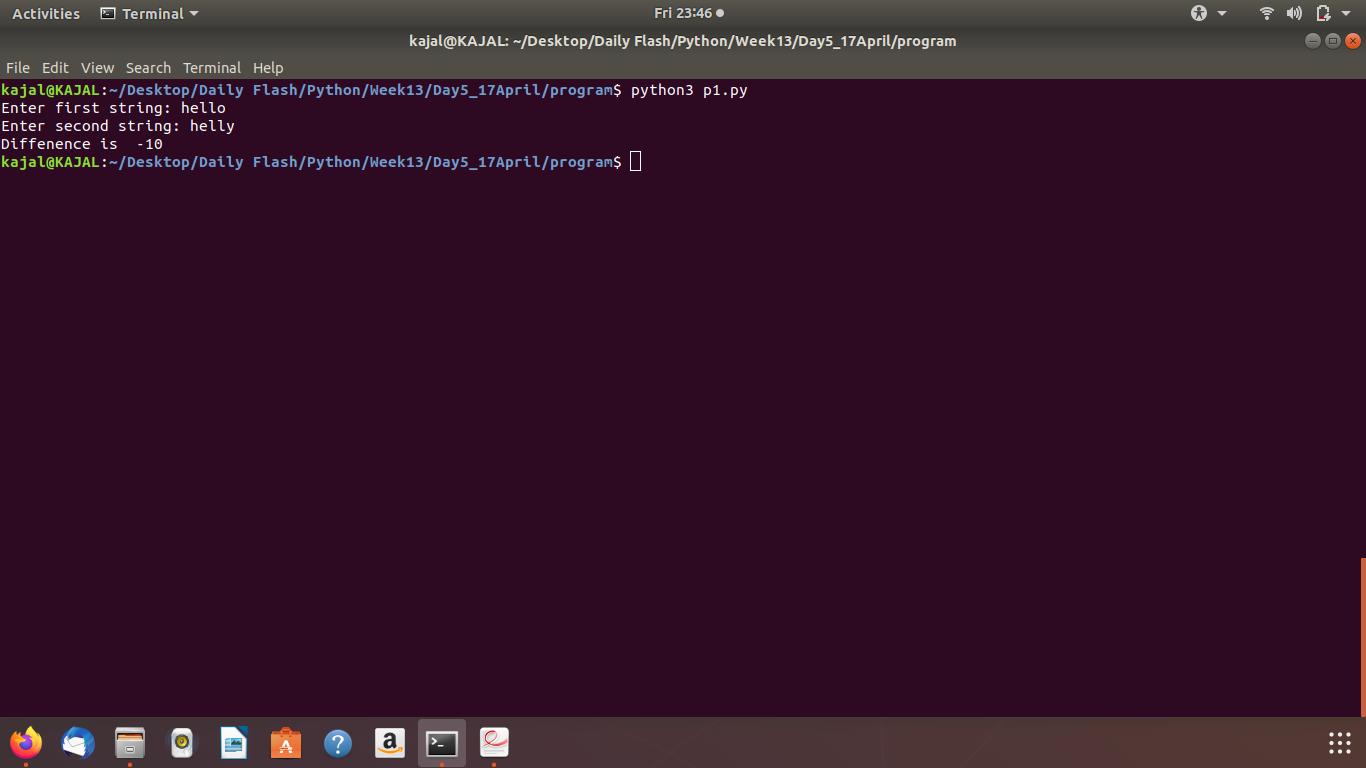 Activities Terminal Fri 23:46
kajal@KAJAL: ~/Desktop/Daily Flash/Python/Week13/Day5_17April/program
File Edit View Search Terminal Help
kajal@KAJAL:~/Desktop/Daily Flash/Python/Week13/Day5_17April/program$ python3 p1.py
Enter first string: hello
Enter second string: helly
Diffenence is  -10
kajal@KAJAL:~/Desktop/Daily Flash/Python/Week13/Day5_17April/program$